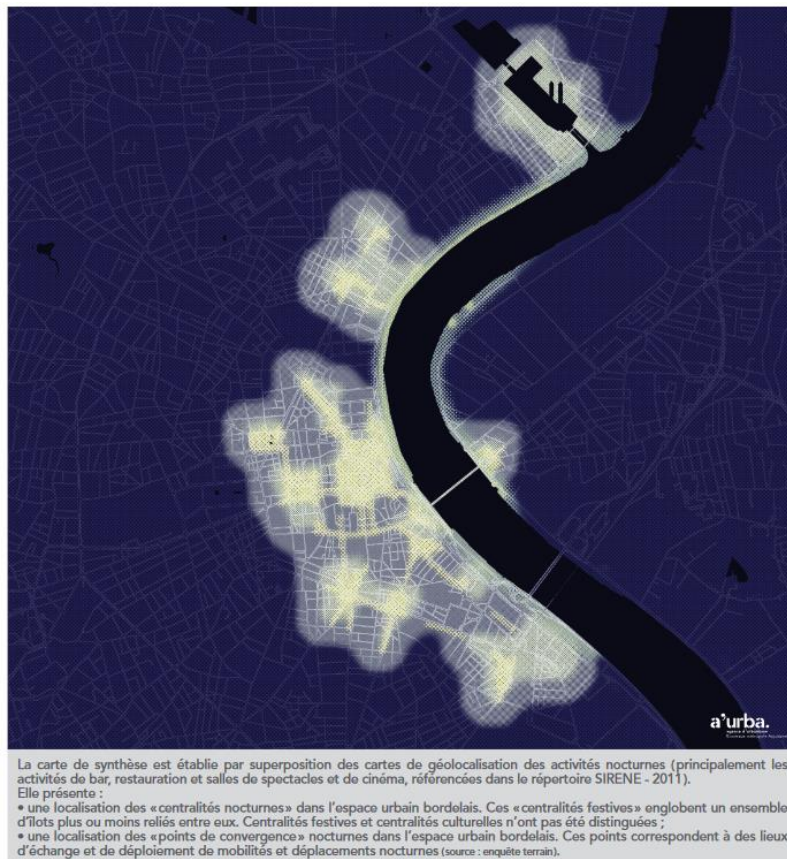 a'urba.
agence d'urbanisme
La carte de synthèse est établie par superposition des cartes de géolocalisation des activités nocturnes (principalement les
activités de bar, restauration et salles de spectacles et de cinéma, référencées dans le répertoire SIRENE - 2011).
Elle présente :
• une localisation des «centralités nocturnes» dans l'espace urbain bordelais. Ces «centralités festives» englobent un ensemble
d'îlots plus ou moins reliés entre eux. Centralités festives et centralités culturelles n'ont pas été distinguées ;
• une localisation des «points de convergence» nocturnes dans l'espace urbain bordelais. Ces points correspondent à des lieux
d'échange et de déploiement de mobilités et déplacements nocturnes (source : enquête terrain).